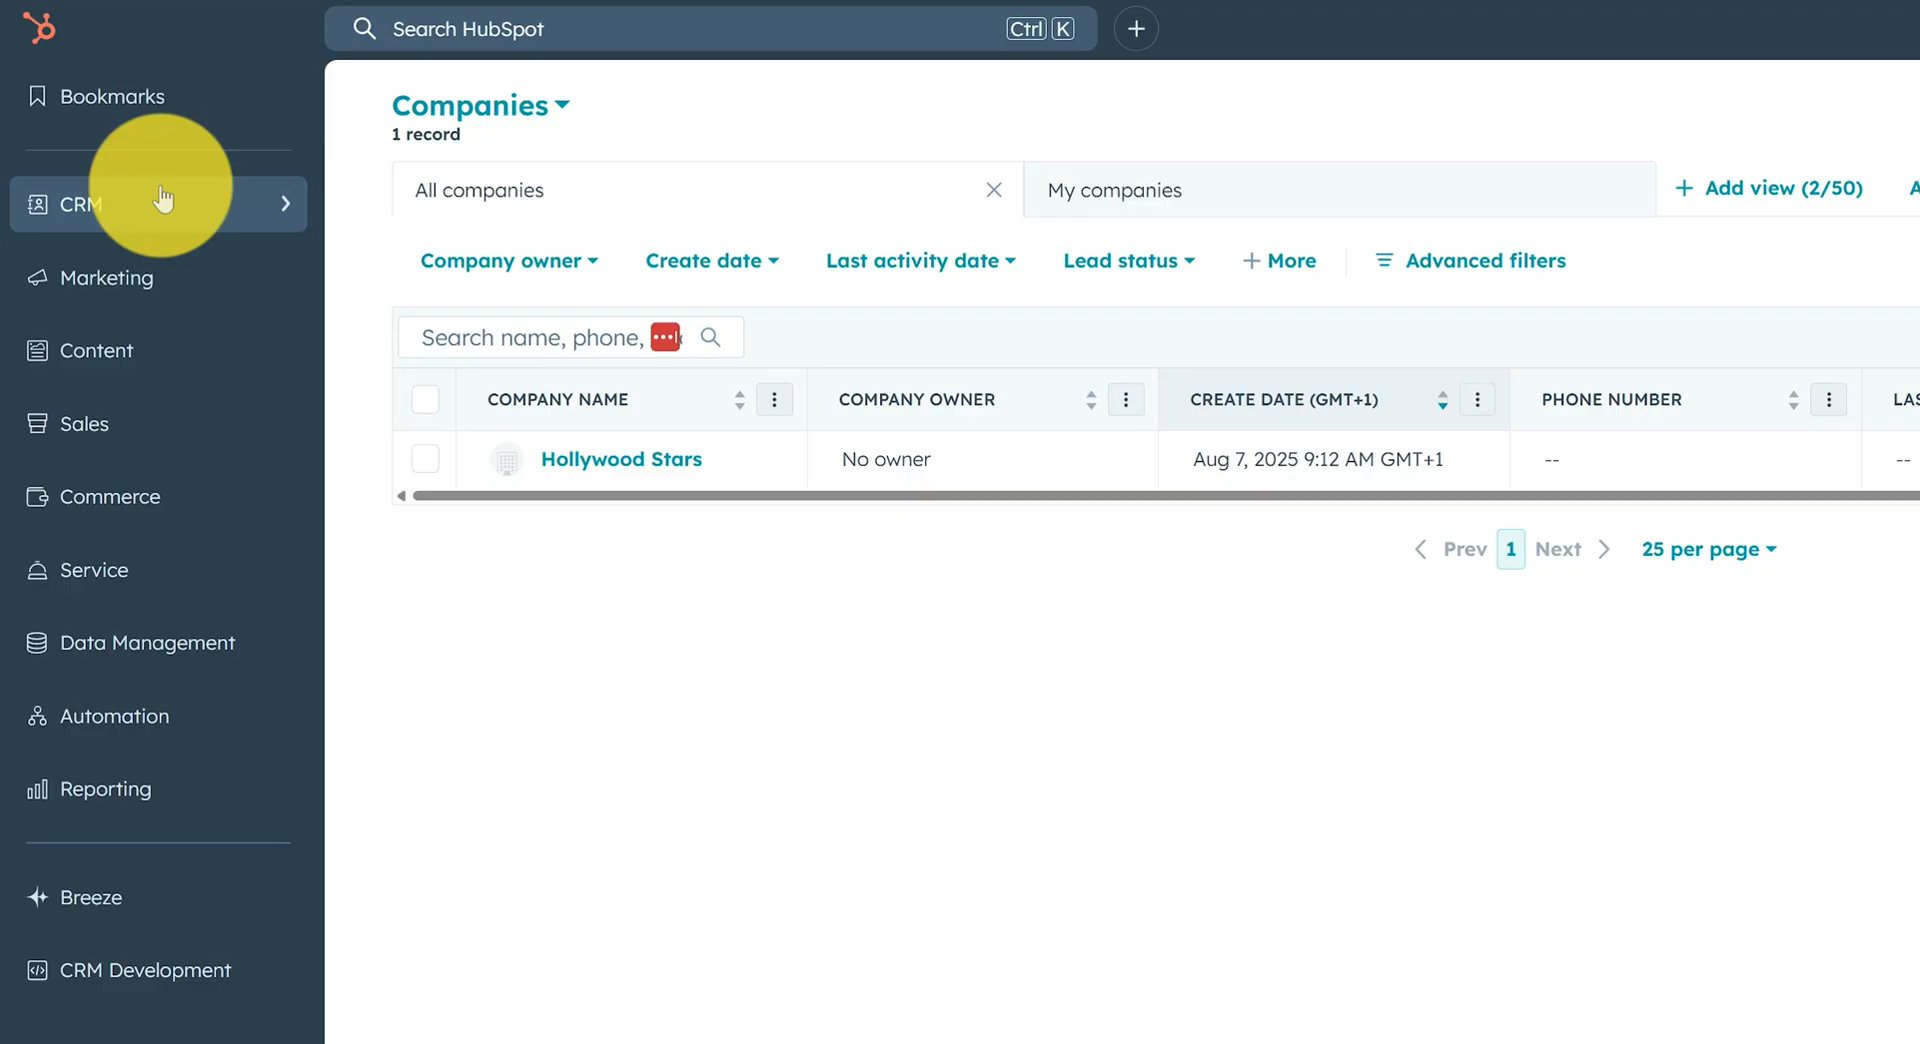 Search HubSpot
Ctrl K
Bookmarks
CRM
Marketing
Content
Sales
Commerce
Service
Data Management
Automation
Reporting
Breeze
CRM Development
Companies
1 record
All companies
My companies
+ Add view (2/50)
Company owner
Create date
Last activity date
Lead status
+ More
Advanced filters
Search name, phone,
COMPANY NAME
COMPANY OWNER
CREATE DATE (GMT+1)
PHONE NUMBER
LAS
Hollywood Stars
No owner
Aug 7, 2025 9:12 AM GMT+1
--
--
Prev
1
Next
25 per page